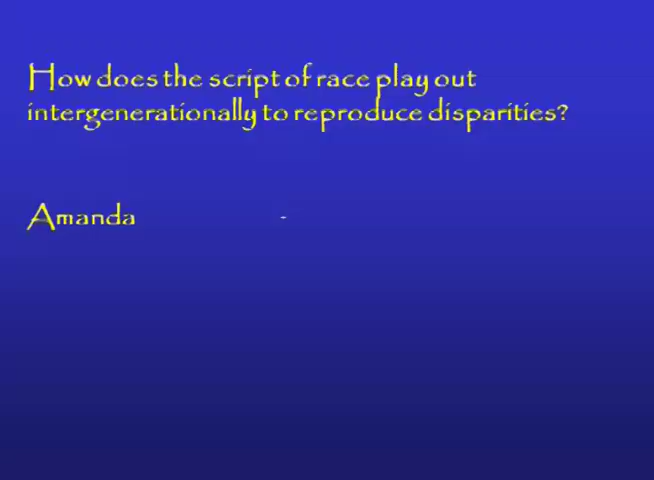 How does the script of race play out
intergenerationally to reproduce disparities?
Amanda -